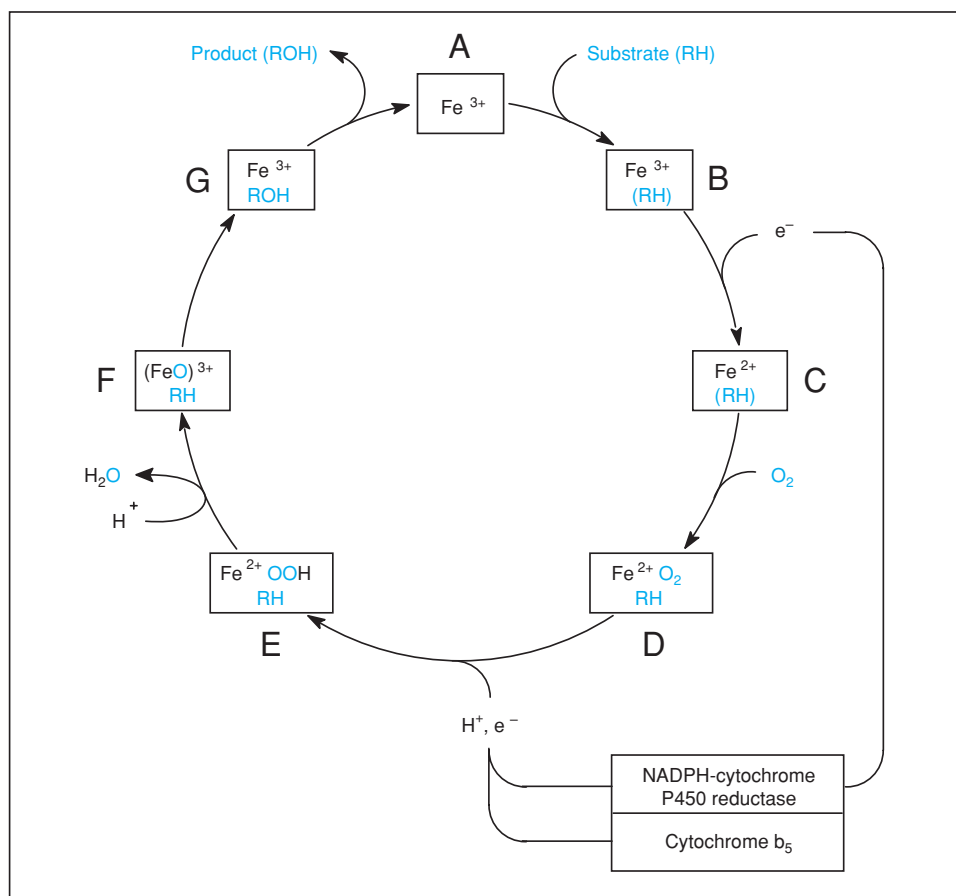 Product (ROH)
A
Substrate (RH)
Fe ³⁺
G
Fe ³⁺
ROH
Fe ³⁺
(RH)
B
e⁻
F
(FeO) ³⁺
RH
Fe ²⁺
(RH)
C
H₂O
H ⁺
O₂
Fe ²⁺ OOH
RH
Fe ²⁺ O₂
RH
E
D
H⁺, e⁻
NADPH-cytochrome
P450 reductase
Cytochrome b₅